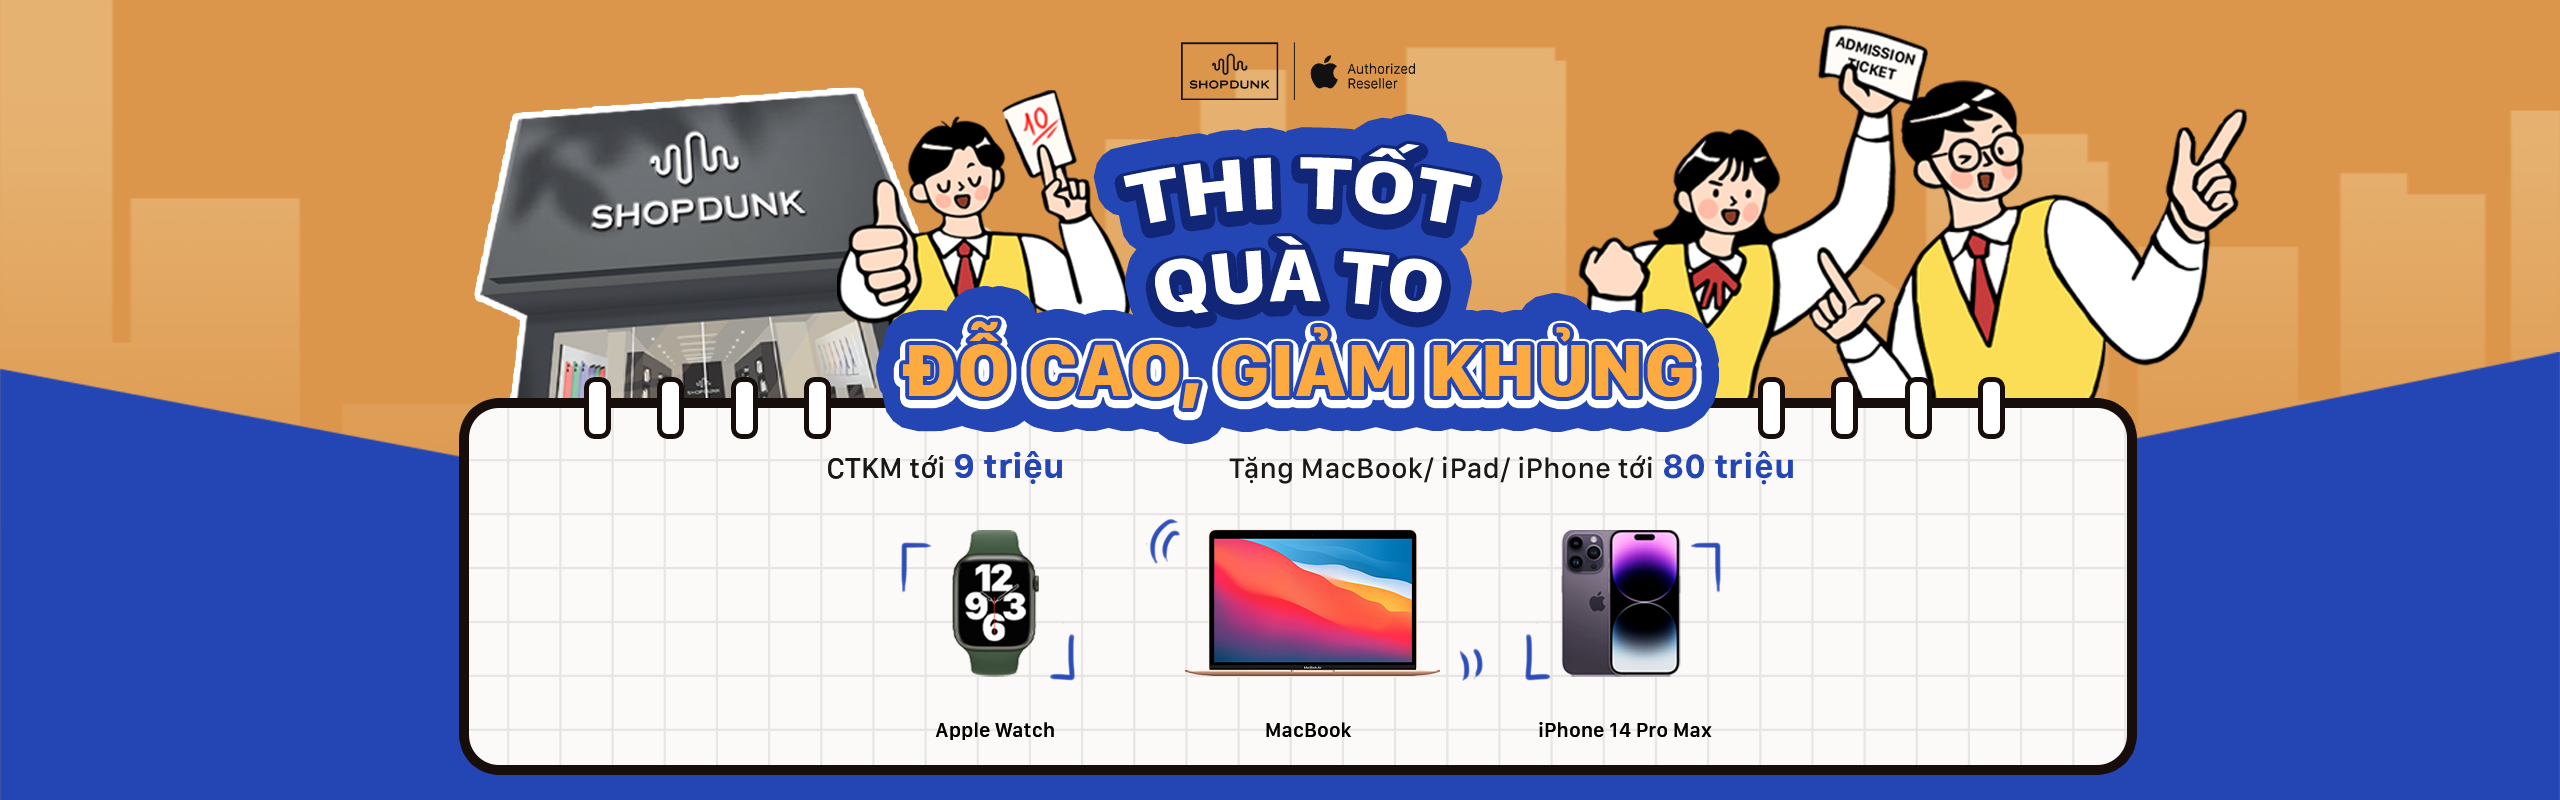 SHOPDUNK
Authorized
Reseller
ADMISSION
TICKET
10
SHOPDUNK
THI TỐT
QUÀ TO
ĐỖ CAO, GIẢM KHỦNG
CTKM tới 9 triệu
Tặng MacBook/ iPad/ iPhone tới 80 triệu
12
9 3
6
Apple Watch
MacBook
iPhone 14 Pro Max